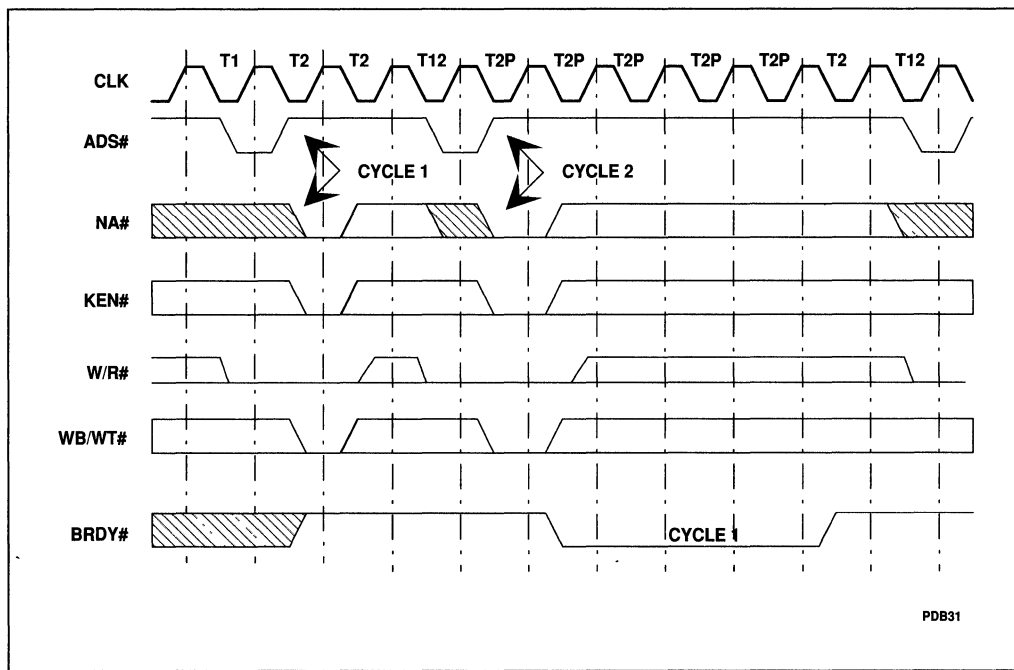 T1 T2 T2 T12 T2P T2P T2P T2P T2P T2 T12
CLK
ADS#
CYCLE 1 CYCLE 2
NA#
KEN#
W/R#
WB/WT#
BRDY#
CYCLE 1
PDB31